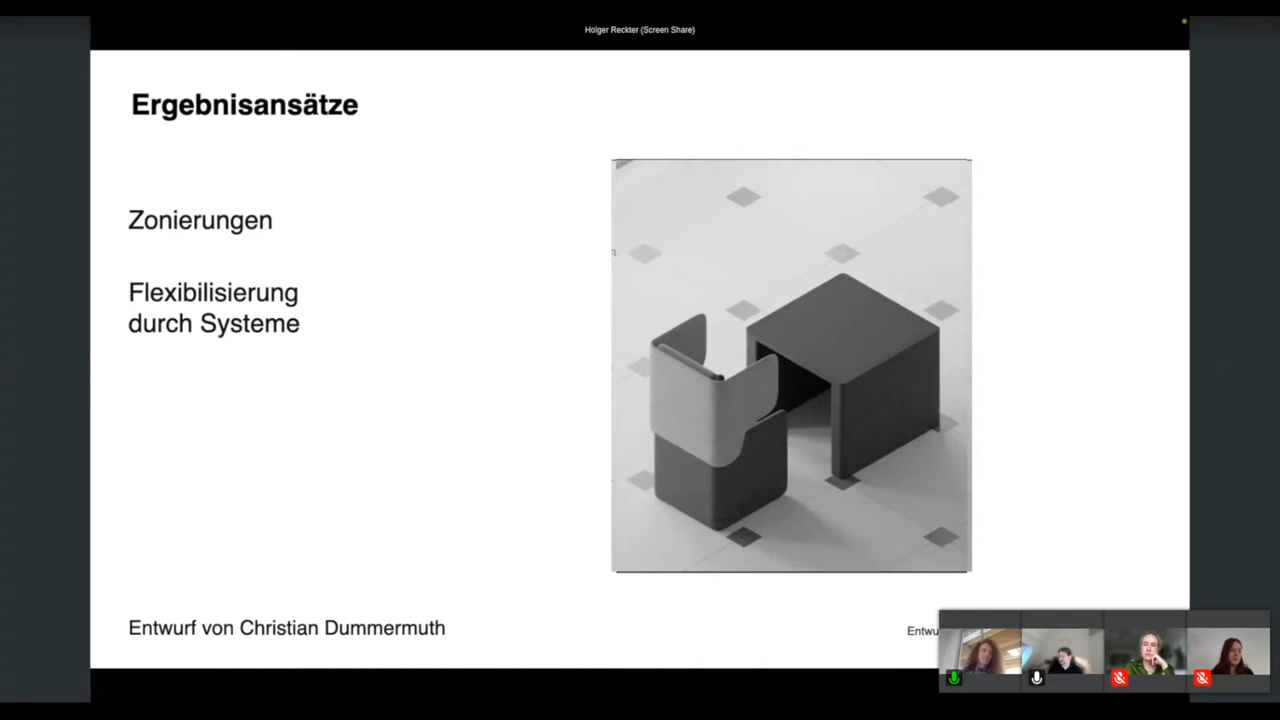 Holger Reckter (Screen Share)
Ergebnisansätze
Zonierungen
Flexibilisierung
durch Systeme
Entwurf von Christian Dummermuth
Entwu